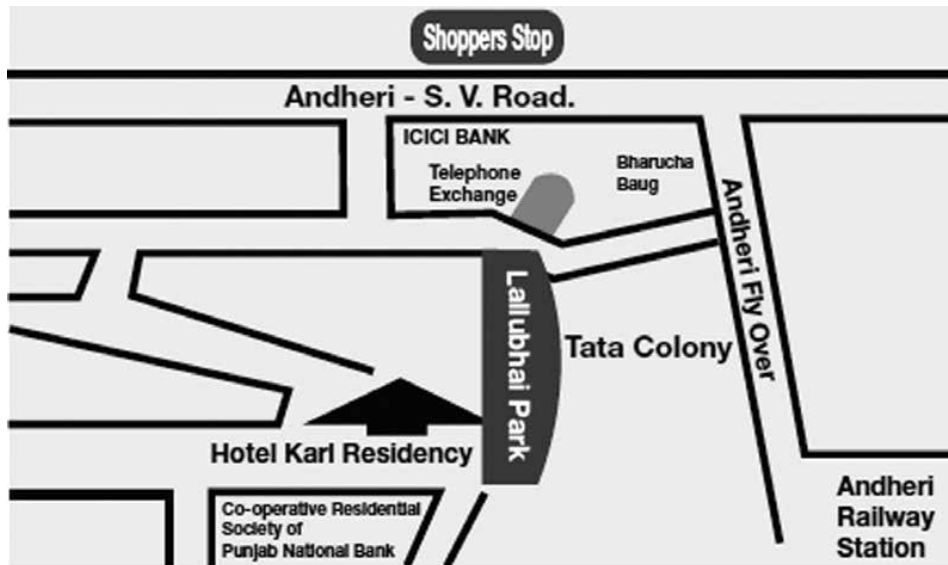 Shoppers Stop
Andheri - S. V. Road.
ICICI BANK
Telephone
Exchange
Bharucha
Baug
Andheri Fly Over
Lallubhai Park
Tata Colony
Hotel Karl Residency
Co-operative Residential
Society of
Punjab National Bank
Andheri
Railway
Station